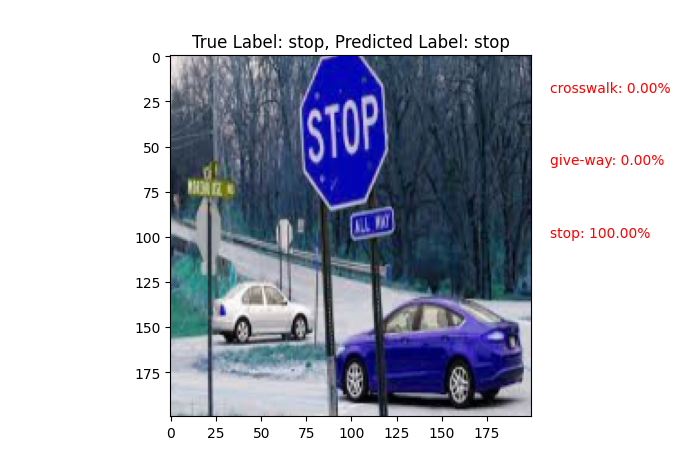 True Label: stop, Predicted Label: stop
0
25
50
75
100
125
150
175
0 25 50 75 100 125 150 175
STOP
ALL WAY
crosswalk: 0.00%
give-way: 0.00%
stop: 100.00%